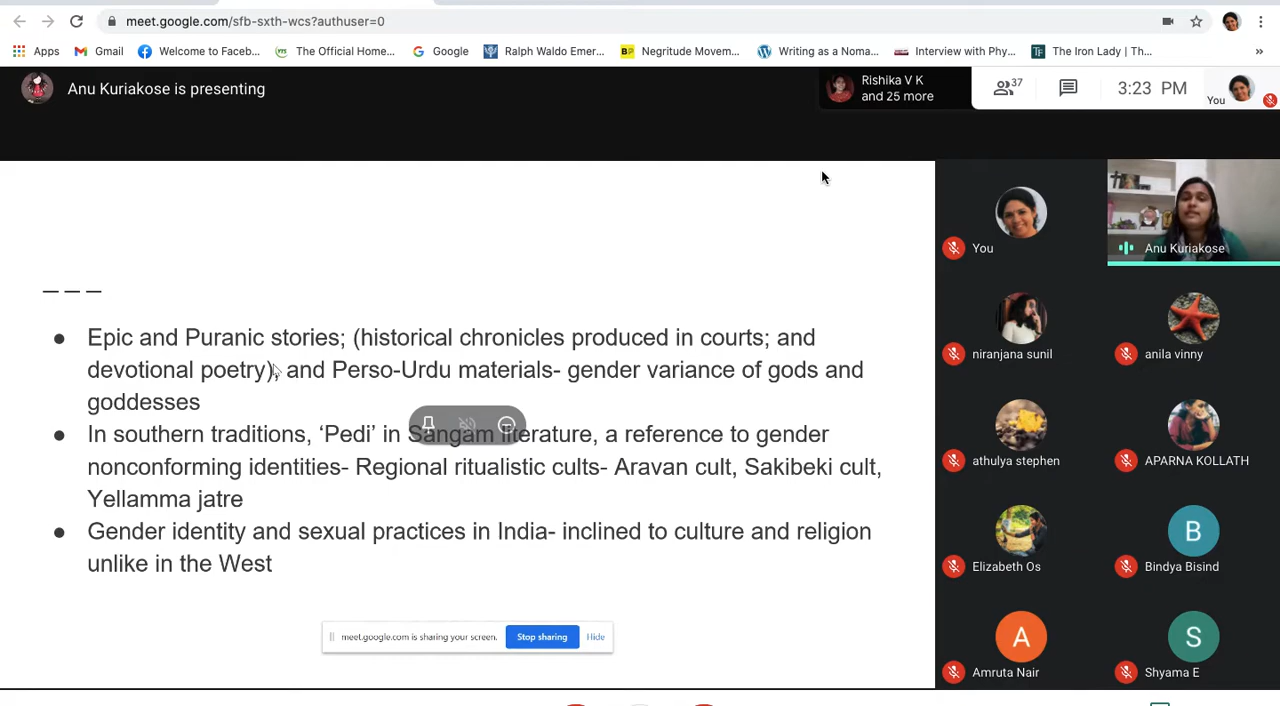 meet.google.com/sfb-sxth-wcs?authuser=0
Apps Gmail Welcome to Faceb... The Official Home... Google Ralph Waldo Emer... Negritude Movem... Writing as a Noma... Interview with Phy... The Iron Lady | Th... »
Anu Kuriakose is presenting
Rishika V K
and 25 more
37
3:23 PM
You
Epic and Puranic stories; (historical chronicles produced in courts; and
devotional poetry), and Perso-Urdu materials- gender variance of gods and
goddesses
In southern traditions, ‘Pedi’ in Sangam literature, a reference to gender
nonconforming identities- Regional ritualistic cults- Aravan cult, Sakibeki cult,
Yellamma jatre
Gender identity and sexual practices in India- inclined to culture and religion
unlike in the West
meet.google.com is sharing your screen. Stop sharing Hide
You Anu Kuriakose
niranjana sunil anila vinny
athulya stephen APARNA KOLLATH
B
Elizabeth Os Bindya Bisind
A S
Amruta Nair Shyama E